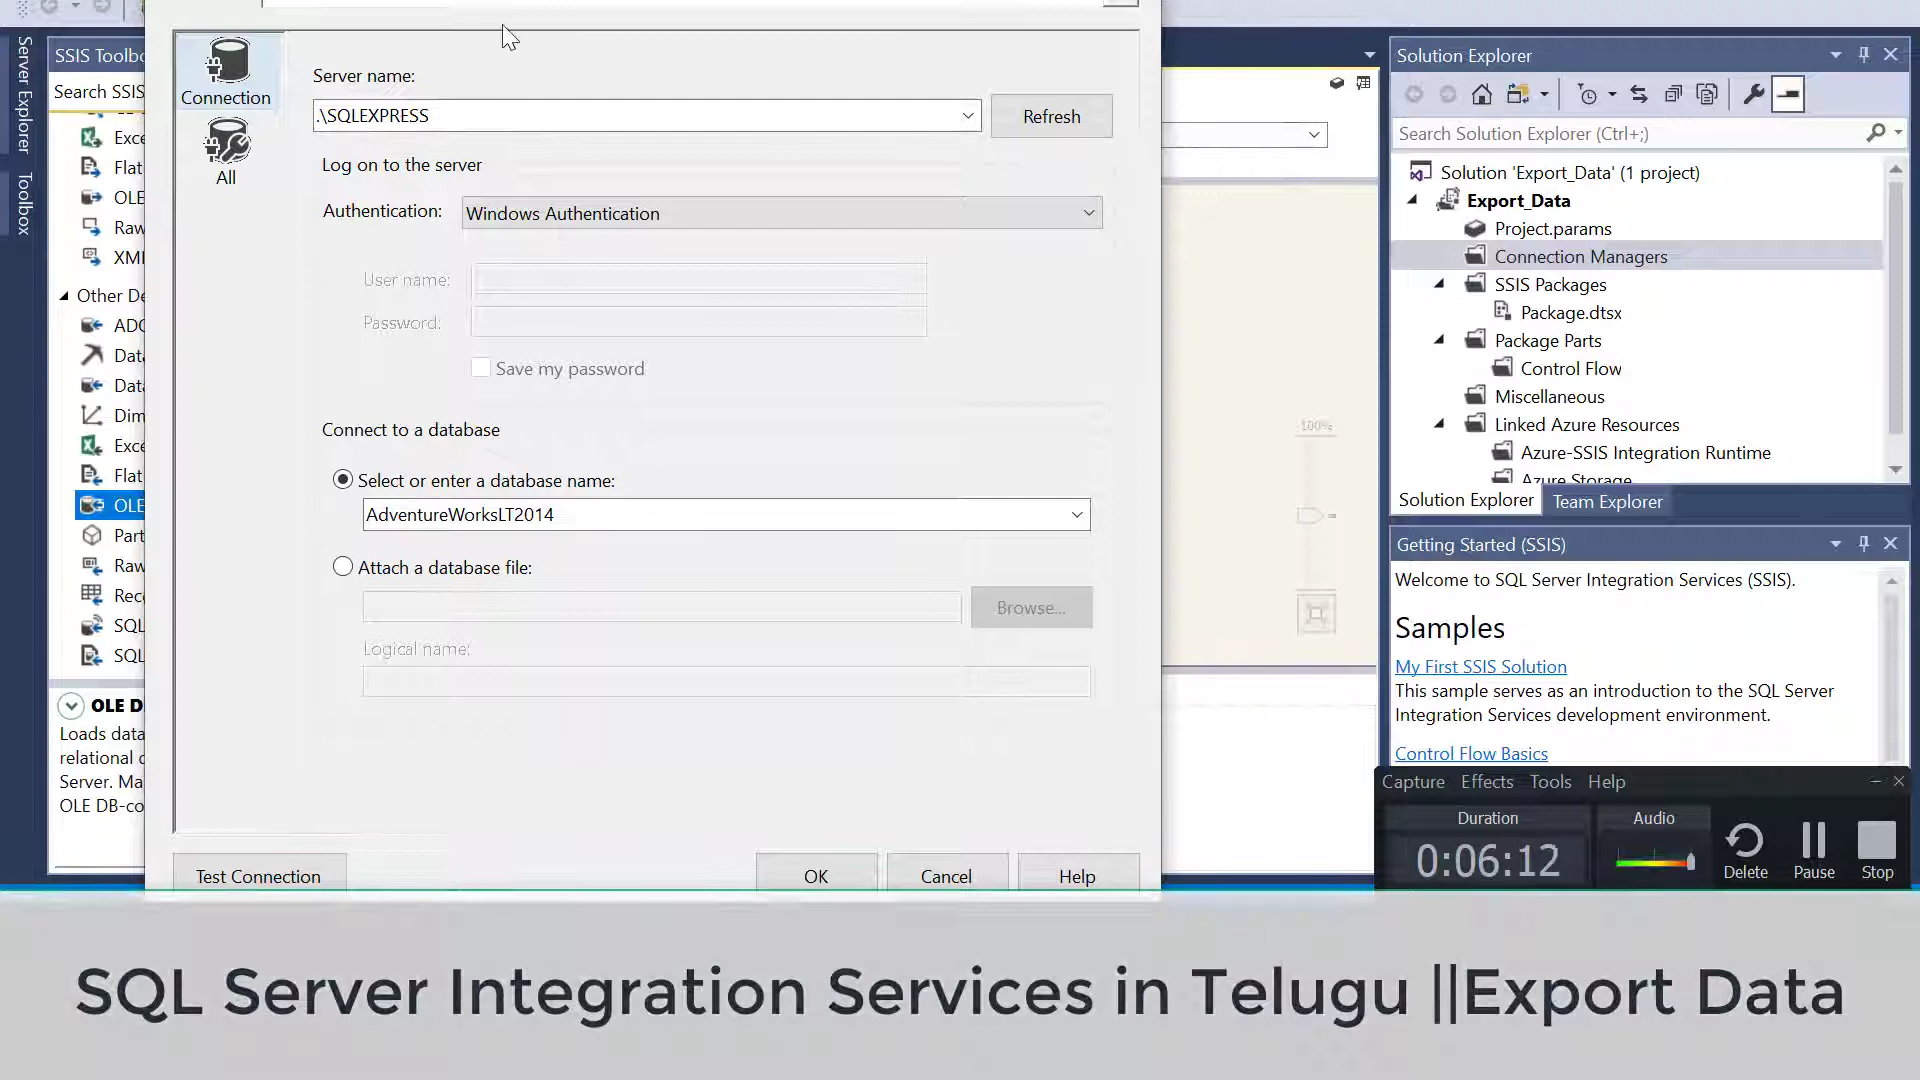 Server Explorer
Toolbox
SSIS Toolbo
Search SSIS
Exce
Flat
OLE
Raw
XMI
Other De
ADO
Data
Data
Dim
Exce
Flat
OLE
Part
Raw
Rec
SQL
SQL
OLE D
Loads data
relational d
Server. Ma
OLE DB-co
Connection
All
Server name:
.\SQLEXPRESS
Refresh
Log on to the server
Authentication:
Windows Authentication
User name:
Password:
Save my password
Connect to a database
Select or enter a database name:
AdventureWorksLT2014
Attach a database file:
Browse...
Logical name:
Test Connection
OK
Cancel
Help
100%
Solution Explorer
Search Solution Explorer (Ctrl+;)
Solution 'Export_Data' (1 project)
Export_Data
Project.params
Connection Managers
SSIS Packages
Package.dtsx
Package Parts
Control Flow
Miscellaneous
Linked Azure Resources
Azure-SSIS Integration Runtime
Azure Storage
Solution Explorer
Team Explorer
Getting Started (SSIS)
Welcome to SQL Server Integration Services (SSIS).
Samples
My First SSIS Solution
This sample serves as an introduction to the SQL Server
Integration Services development environment.
Control Flow Basics
Capture Effects Tools Help
Duration
0:06:12
Audio
Delete
Pause
Stop
SQL Server Integration Services in Telugu ||Export Data